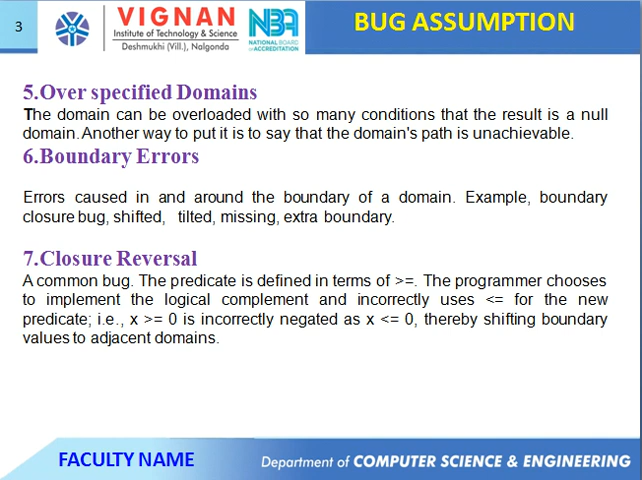 3
VIGNAN
Institute of Technology & Science
Deshmukhi (Vill.), Nalgonda
NBA
NATIONAL BOARD
of ACCREDITATION
BUG ASSUMPTION
5.Over specified Domains
The domain can be overloaded with so many conditions that the result is a null
domain.Another way to put it is to say that the domain's path is unachievable.
6.Boundary Errors
Errors caused in and around the boundary of a domain. Example, boundary
closure bug, shifted, tilted, missing, extra boundary.
7.Closure Reversal
A common bug. The predicate is defined in terms of >=. The programmer chooses
to implement the logical complement and incorrectly uses <= for the new
predicate; i.e., x >= 0 is incorrectly negated as x <= 0, thereby shifting boundary
values to adjacent domains.
FACULTY NAME
Department of COMPUTER SCIENCE & ENGINEERING